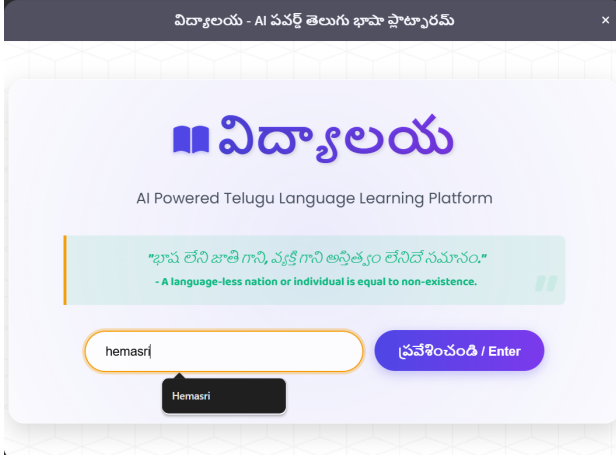 విద్యాలయ - AI పవర్డ్ తెలుగు భాషా ప్లాట్ఫారమ్ ×
విద్యాలయ
AI Powered Telugu Language Learning Platform
"భాష లేని జాతి గాని, వ్యక్తి గాని అస్తిత్వం లేనిదే సమానం."
- A language-less nation or individual is equal to non-existence.
hemasri
ప్రవేశించండి / Enter
Hemasri